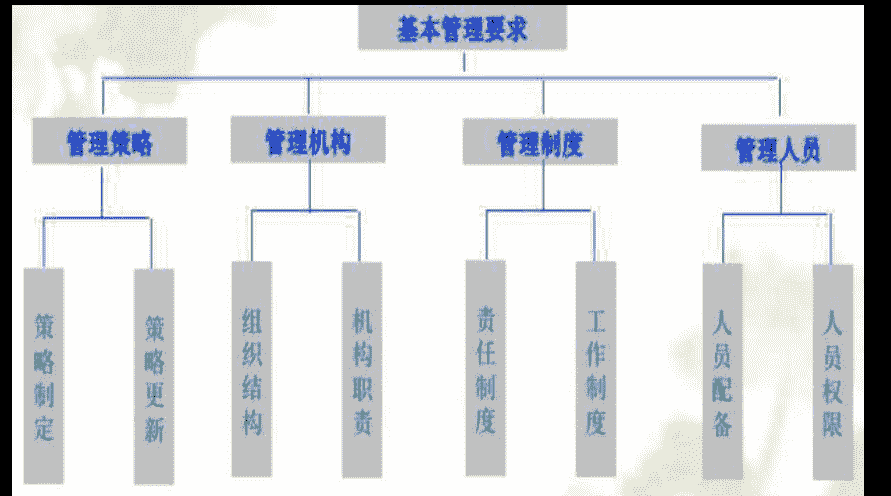 基本管理要求
管理策略
管理机构
管理制度
管理人员
策略制定
策略更新
组织结构
机构职责
责任制度
工作制度
人员配备
人员权限